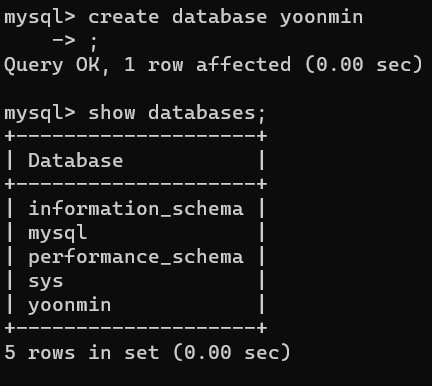 mysql> create database yoonmin
    -> ;
Query OK, 1 row affected (0.00 sec)

mysql> show databases;
+--------------------+
| Database           |
+--------------------+
| information_schema |
| mysql              |
| performance_schema |
| sys                |
| yoonmin            |
+--------------------+
5 rows in set (0.00 sec)